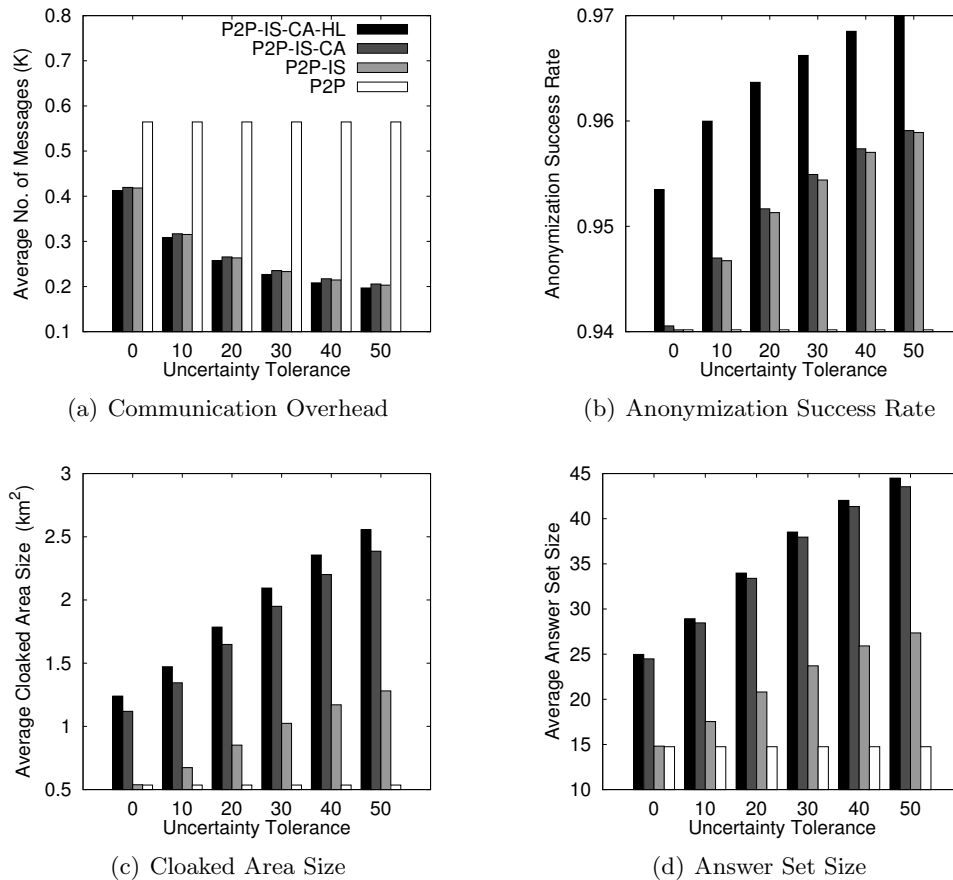 0.8
0.7
0.6
0.5
0.4
0.3
0.2
0.1
Average No. of Messages (K)
P2P-IS-CA-HL
P2P-IS-CA
P2P-IS
P2P
0 10 20 30 40 50
Uncertainty Tolerance
(a) Communication Overhead
0.97
0.96
0.95
0.94
Anonymization Success Rate
0 10 20 30 40 50
Uncertainty Tolerance
(b) Anonymization Success Rate
3
2.5
2
1.5
1
0.5
Average Cloaked Area Size (km²)
0 10 20 30 40 50
Uncertainty Tolerance
(c) Cloaked Area Size
45
40
35
30
25
20
15
10
Average Answer Set Size
0 10 20 30 40 50
Uncertainty Tolerance
(d) Answer Set Size